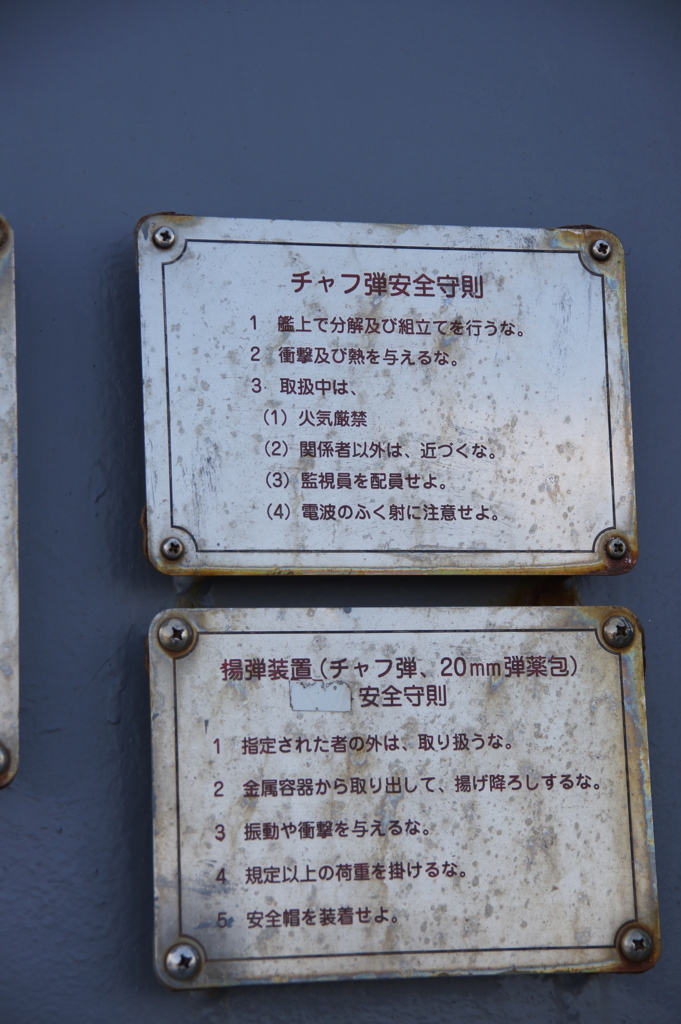 チャフ弾安全守則
1 艦上で分解及び組立てを行うな。
2 衝撃及び熱を与えるな。
3 取扱中は、
(1) 火気厳禁
(2) 関係者以外は、近づくな。
(3) 監視員を配員せよ。
(4) 電波のふく射に注意せよ。
揚弾装置(チャフ弾、20mm弾薬包)
安全守則
1 指定された者の外は、取り扱うな。
2 金属容器から取り出して、揚げ降ろしするな。
3 振動や衝撃を与えるな。
4 規定以上の荷重を掛けるな。
5 安全帽を装着せよ。